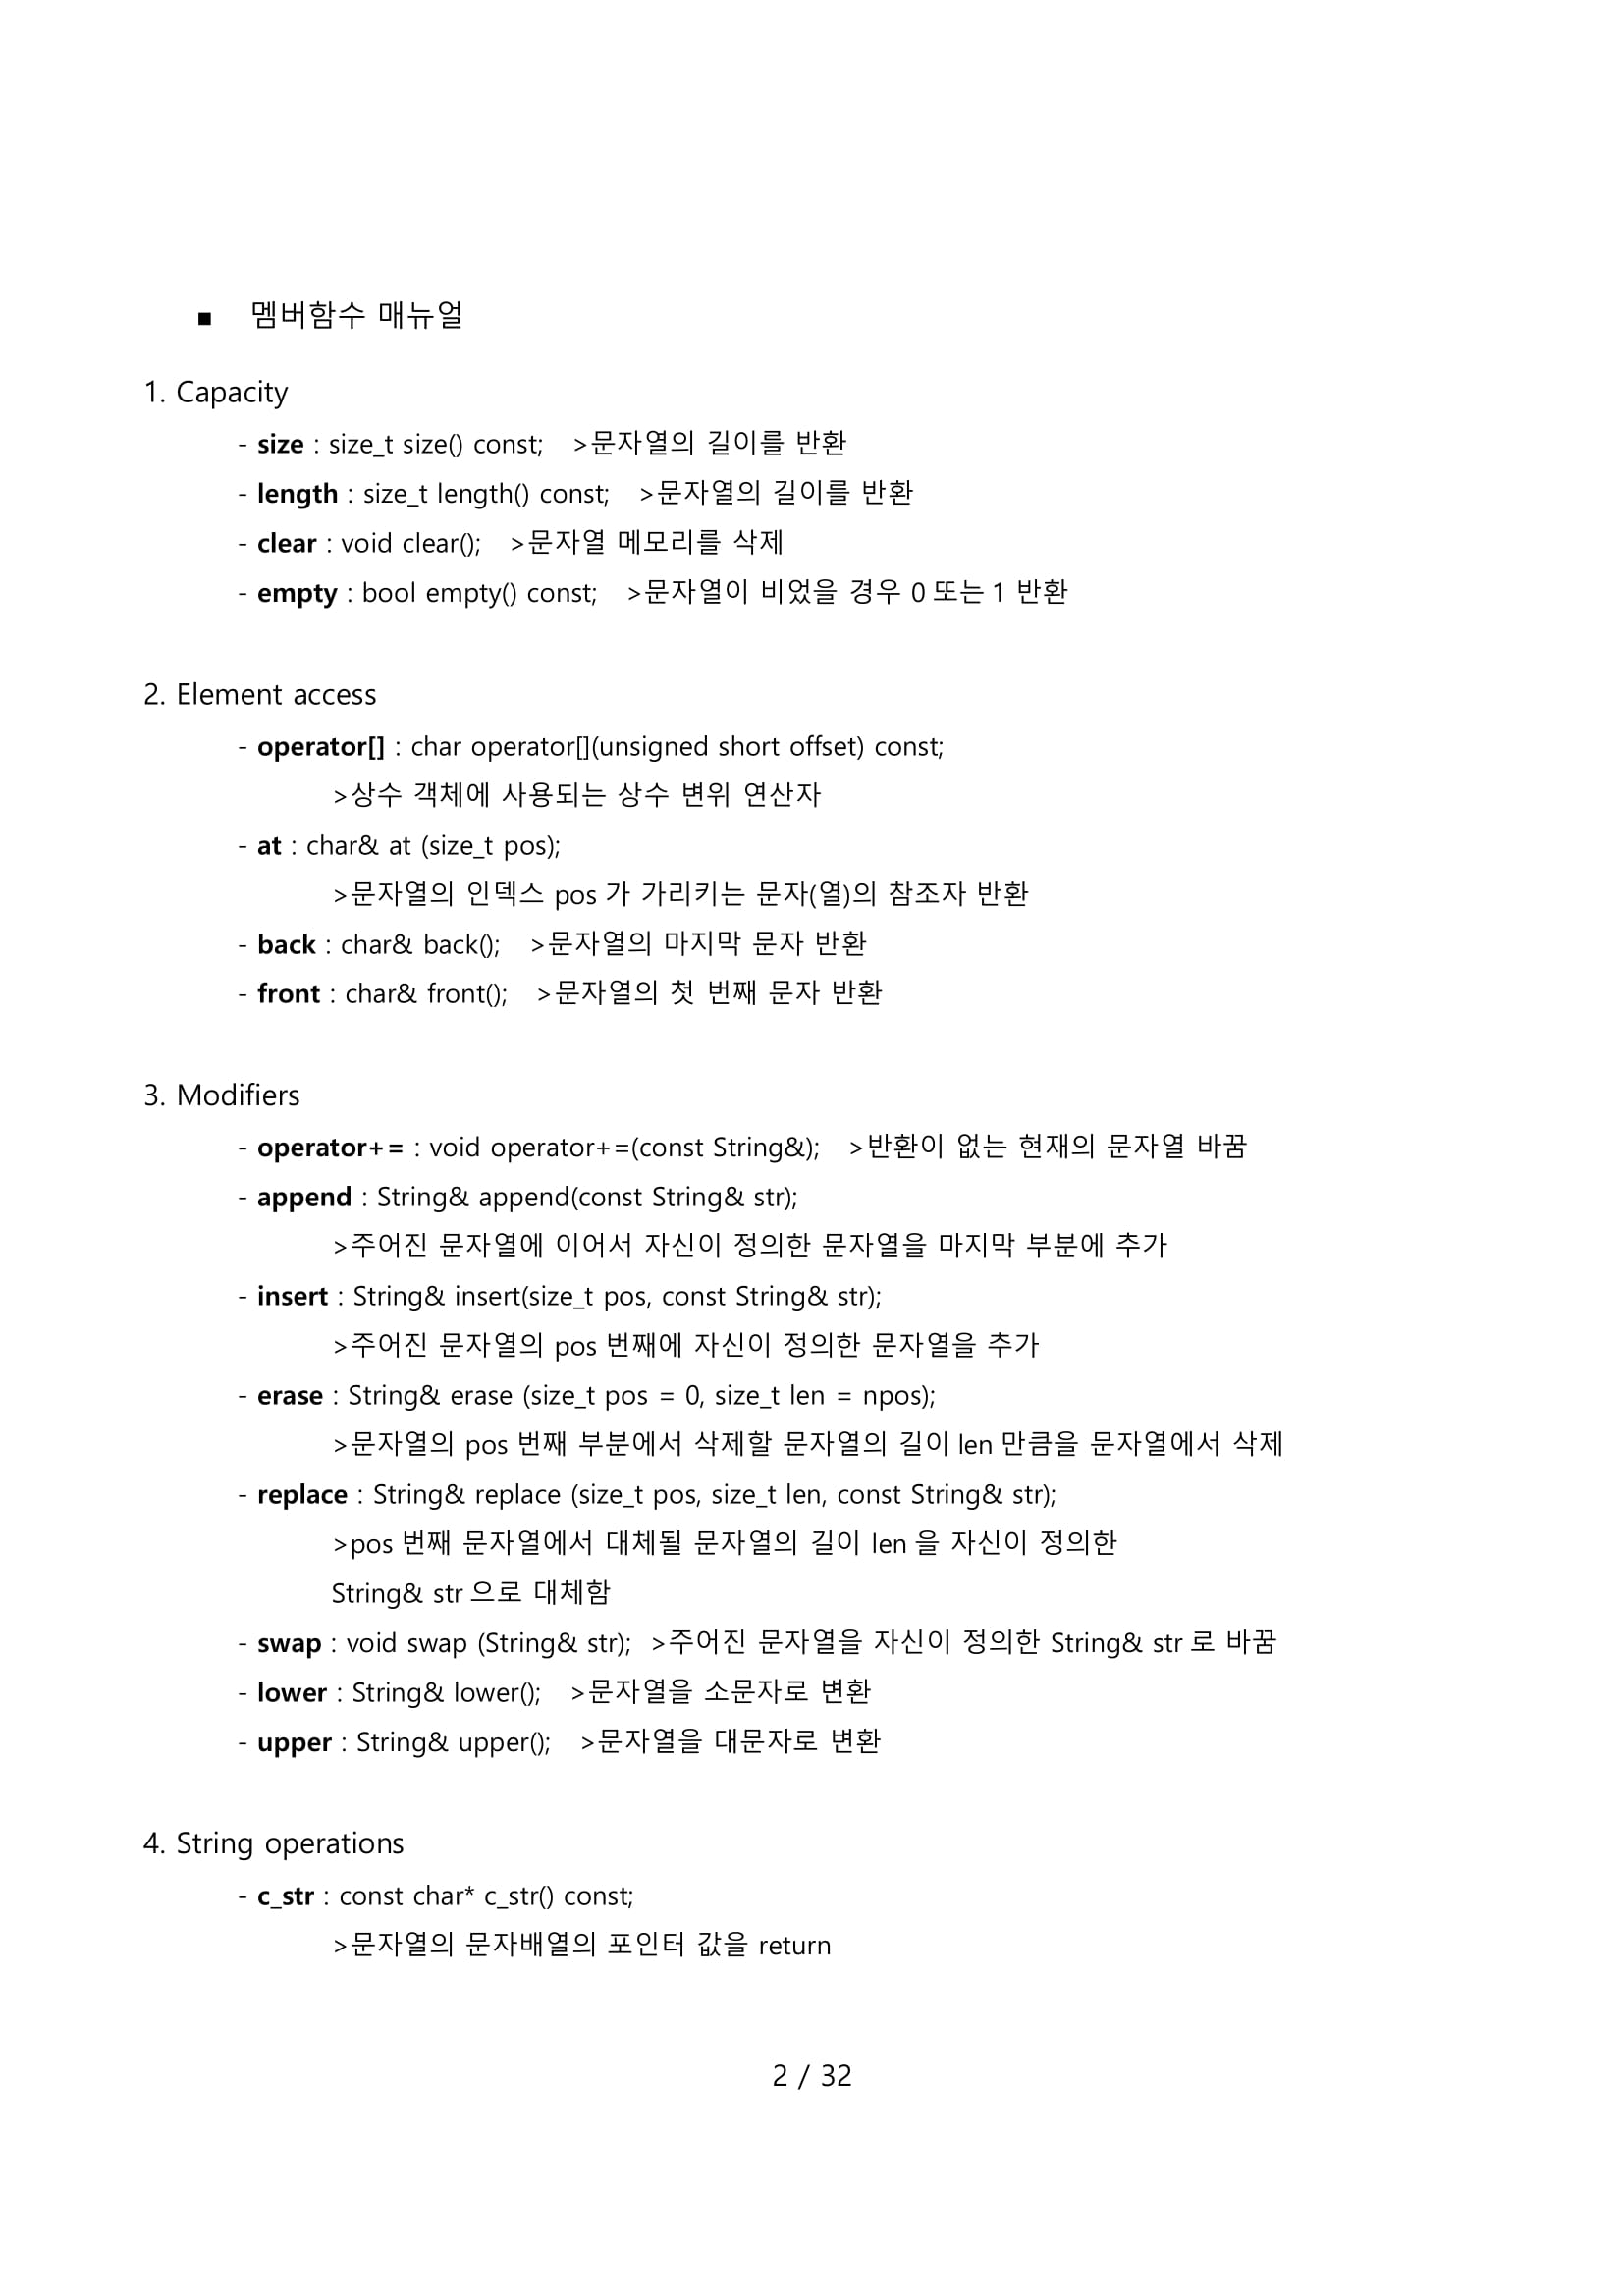 ■ 멤버함수 매뉴얼
1. Capacity
- size : size_t size() const; >문자열의 길이를 반환
- length : size_t length() const; >문자열의 길이를 반환
- clear : void clear(); >문자열 메모리를 삭제
- empty : bool empty() const; >문자열이 비었을 경우 0 또는 1 반환
2. Element access
- operator[] : char operator[](unsigned short offset) const;
>상수 객체에 사용되는 상수 변위 연산자
- at : char& at (size_t pos);
>문자열의 인덱스 pos 가 가리키는 문자(열)의 참조자 반환
- back : char& back(); >문자열의 마지막 문자 반환
- front : char& front(); >문자열의 첫 번째 문자 반환
3. Modifiers
- operator+= : void operator+=(const String&); >반환이 없는 현재의 문자열 바꿈
- append : String& append(const String& str);
>주어진 문자열에 이어서 자신이 정의한 문자열을 마지막 부분에 추가
- insert : String& insert(size_t pos, const String& str);
>주어진 문자열의 pos 번째에 자신이 정의한 문자열을 추가
- erase : String& erase (size_t pos = 0, size_t len = npos);
>문자열의 pos 번째 부분에서 삭제할 문자열의 길이 len 만큼을 문자열에서 삭제
- replace : String& replace (size_t pos, size_t len, const String& str);
>pos 번째 문자열에서 대체될 문자열의 길이 len 을 자신이 정의한
String& str 으로 대체함
- swap : void swap (String& str); >주어진 문자열을 자신이 정의한 String& str 로 바꿈
- lower : String& lower(); >문자열을 소문자로 변환
- upper : String& upper(); >문자열을 대문자로 변환
4. String operations
- c_str : const char* c_str() const;
>문자열의 문자배열의 포인터 값을 return
2 / 32